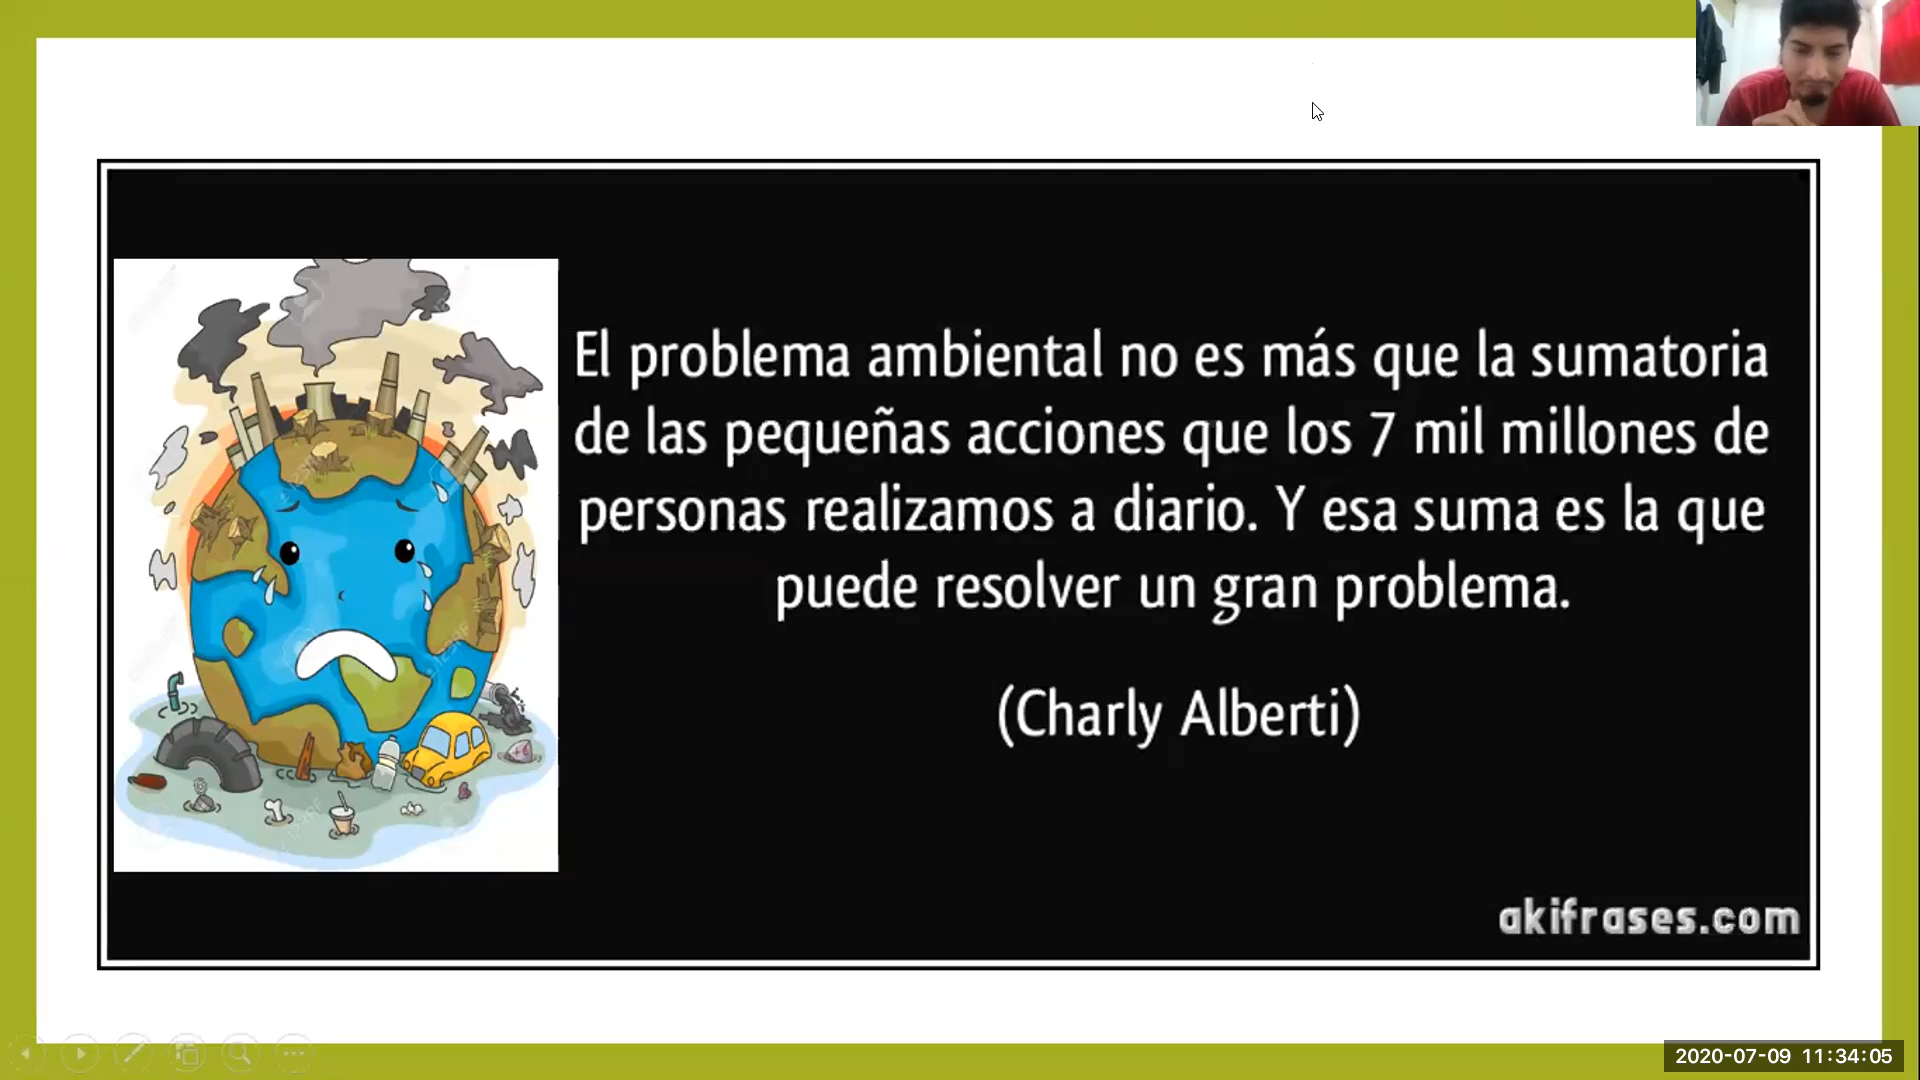 El problema ambiental no es más que la sumatoria
de las pequeñas acciones que los 7 mil millones de
personas realizamos a diario. Y esa suma es la que
puede resolver un gran problema.
(Charly Alberti)
akifrases.com
2020-07-09 11:34:05